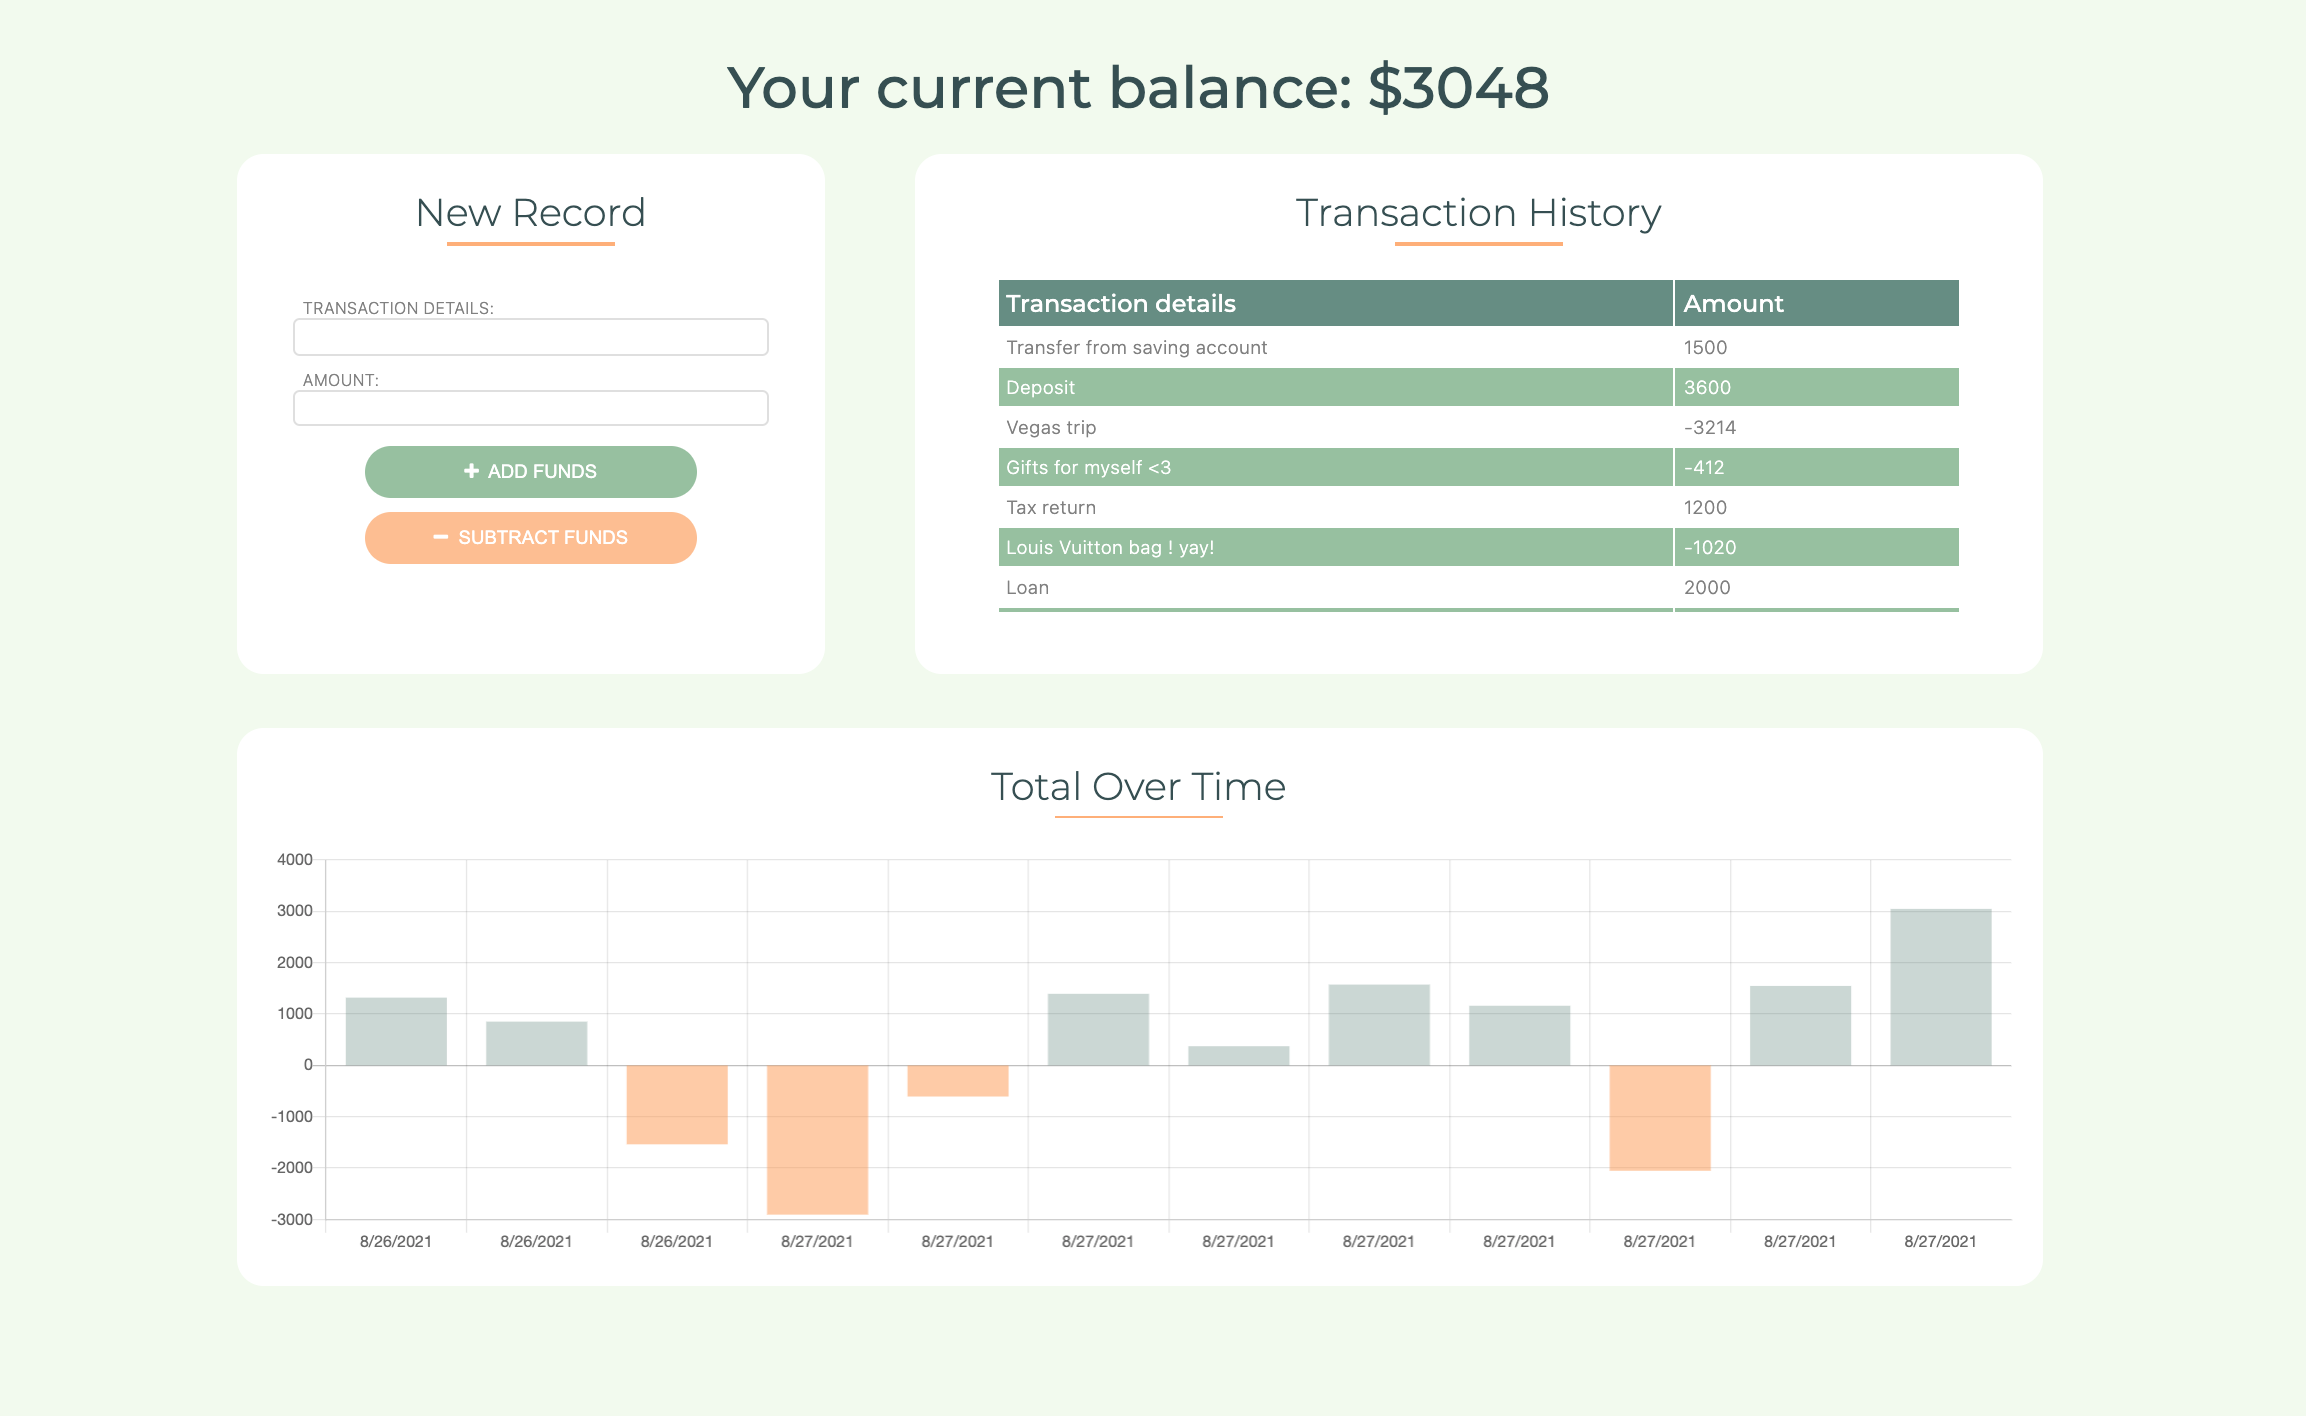 Your current balance: $3048
New Record
TRANSACTION DETAILS:
AMOUNT:
ADD FUNDS
SUBTRACT FUNDS
Transaction History
Transaction details Amount
Transfer from saving account 1500
Deposit 3600
Vegas trip -3214
Gifts for myself <3 -412
Tax return 1200
Louis Vuitton bag ! yay! -1020
Loan 2000
Total Over Time
4000
3000
2000
1000
0
-1000
-2000
-3000
8/26/2021 8/26/2021 8/26/2021 8/27/2021 8/27/2021 8/27/2021 8/27/2021 8/27/2021 8/27/2021 8/27/2021 8/27/2021 8/27/2021